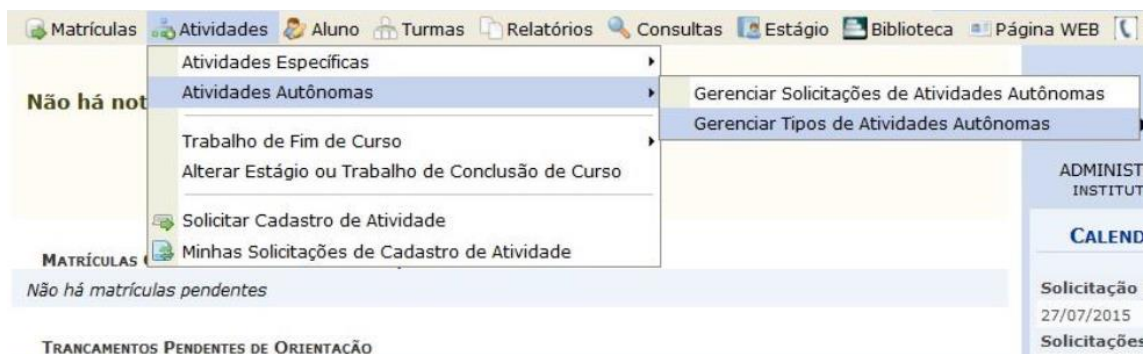 Matrículas Atividades Aluno Turmas Relatórios Consultas Estágio Biblioteca Página WEB
Atividades Específicas
Não há not
Atividades Autônomas
Gerenciar Solicitações de Atividades Autônomas
Gerenciar Tipos de Atividades Autônomas
Trabalho de Fim de Curso
Alterar Estágio ou Trabalho de Conclusão de Curso
ADMINIST
INSTITUT
Solicitar Cadastro de Atividade
CALEND
Minhas Solicitações de Cadastro de Atividade
MATRÍCULAS
Não há matrículas pendentes
Solicitação
27/07/2015
Solicitações
TRANCAMENTOS PENDENTES DE ORIENTAÇÃO